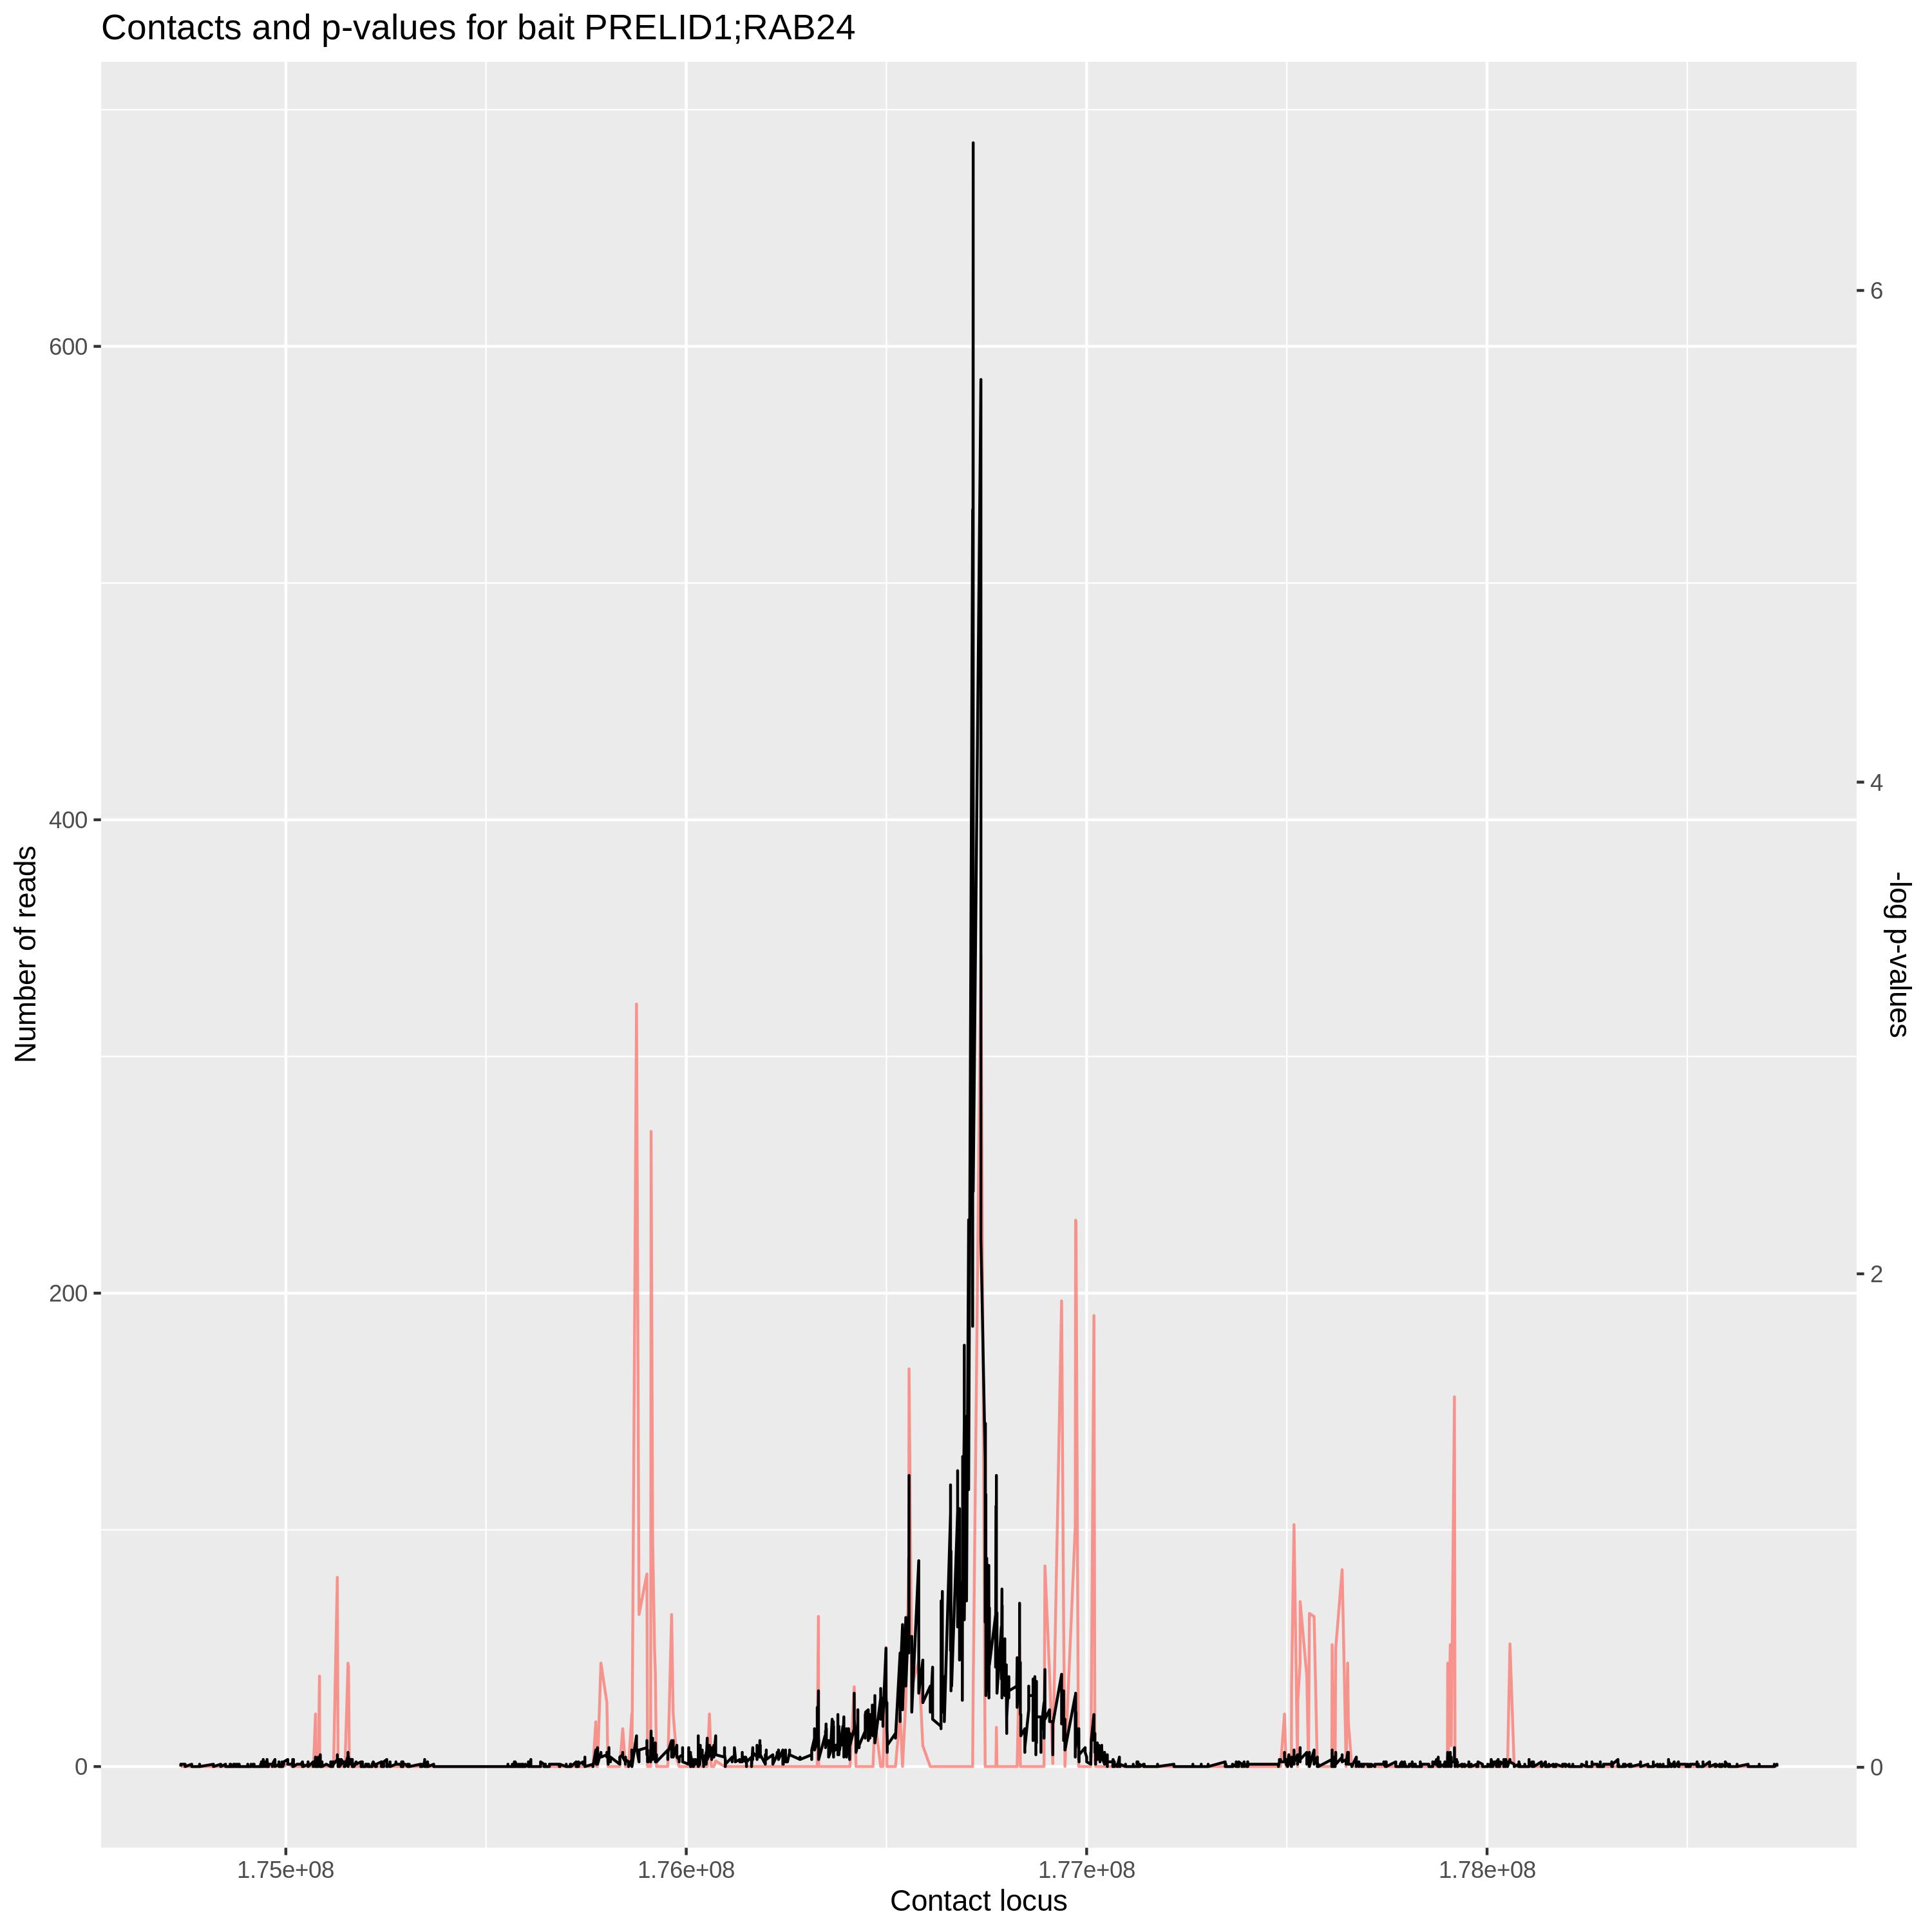 Contacts and p-values for bait PRELID1;RAB24
Number of reads
600
400
200
0
6
4
2
0
-log p-values
1.75e+08
1.76e+08
1.77e+08
1.78e+08
Contact locus